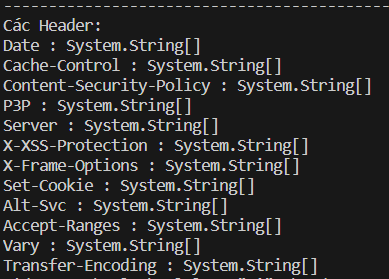 --------------------------------------------
Các Header:
Date : System.String[]
Cache-Control : System.String[]
Content-Security-Policy : System.String[]
P3P : System.String[]
Server : System.String[]
X-XSS-Protection : System.String[]
X-Frame-Options : System.String[]
Set-Cookie : System.String[]
Alt-Svc : System.String[]
Accept-Ranges : System.String[]
Vary : System.String[]
Transfer-Encoding : System.String[]